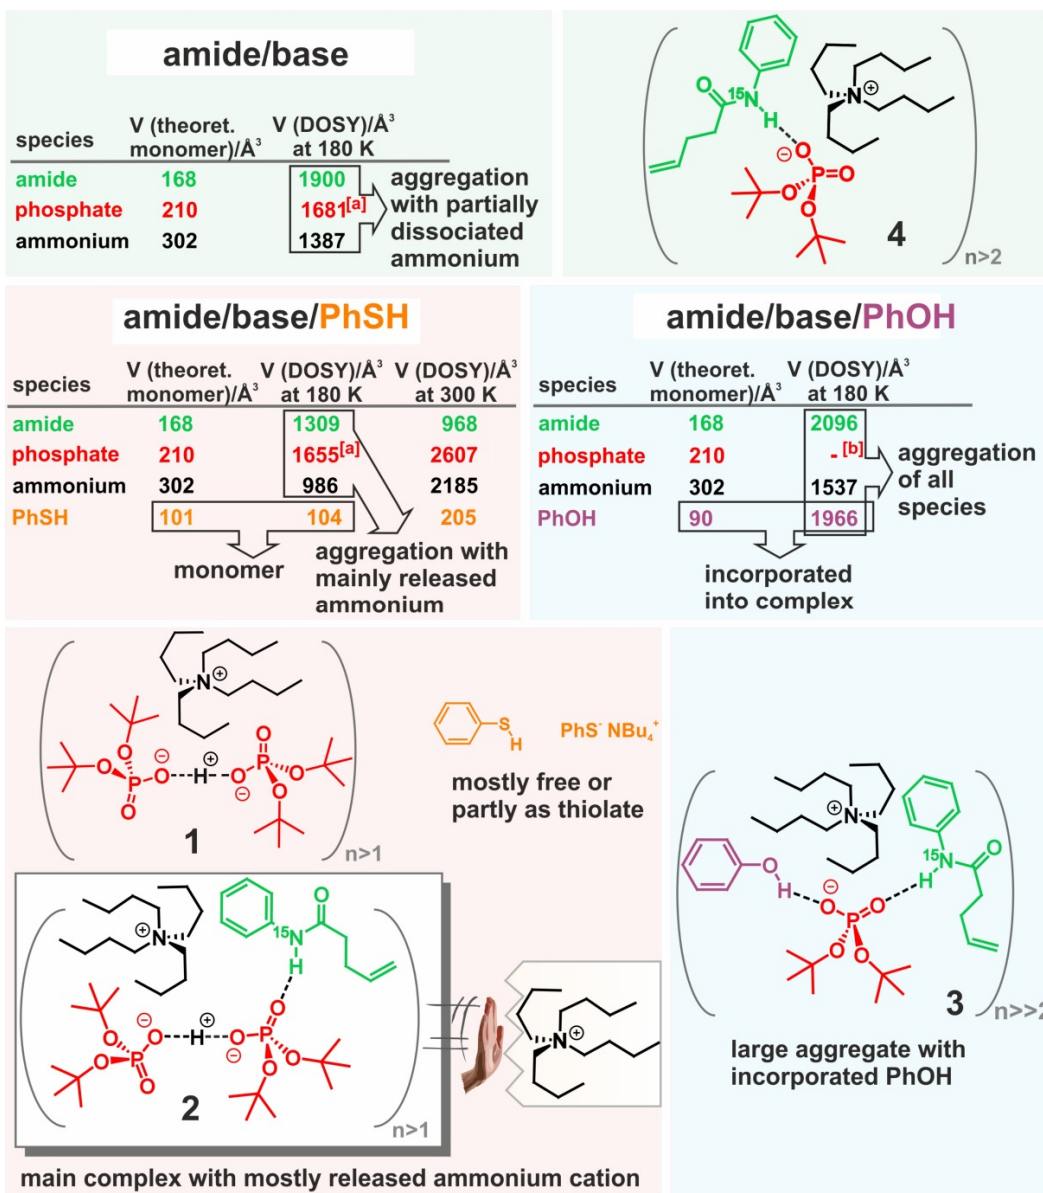 amide/base
species V (theoret. monomer)/Å³ V (DOSY)/Å³ at 180 K
amide 168 1900
phosphate 210 1681[a]
ammonium 302 1387
aggregation
with partially
dissociated
ammonium
O
15N
H
N ⊕
⊖ O
P=O
O
O
4
n>2
amide/base/PhSH
species V (theoret. monomer)/Å³ V (DOSY)/Å³ at 180 K V (DOSY)/Å³ at 300 K
amide 168 1309 968
phosphate 210 1655[a] 2607
ammonium 302 986 2185
PhSH 101 104 205
monomer
aggregation with
mainly released
ammonium
amide/base/PhOH
species V (theoret. monomer)/Å³ V (DOSY)/Å³ at 180 K
amide 168 2096
phosphate 210 -[b]
ammonium 302 1537
PhOH 90 1966
aggregation
of all
species
incorporated
into complex
N ⊕
O
O
P
O
O ⊖
H ⊕
O ⊖
P
O
O
O
1
n>1
S
H
PhS⁻ NBu₄⁺
mostly free or
partly as thiolate
N ⊕
O
15N
H
O
O
P
O
O ⊖
H ⊕
O ⊖
P
O
O
O
2
n>1
N ⊕
main complex with mostly released ammonium cation
N ⊕
O
H
15N
H
O
⊖ O
P
O
O
O
3
n>>2
large aggregate with
incorporated PhOH